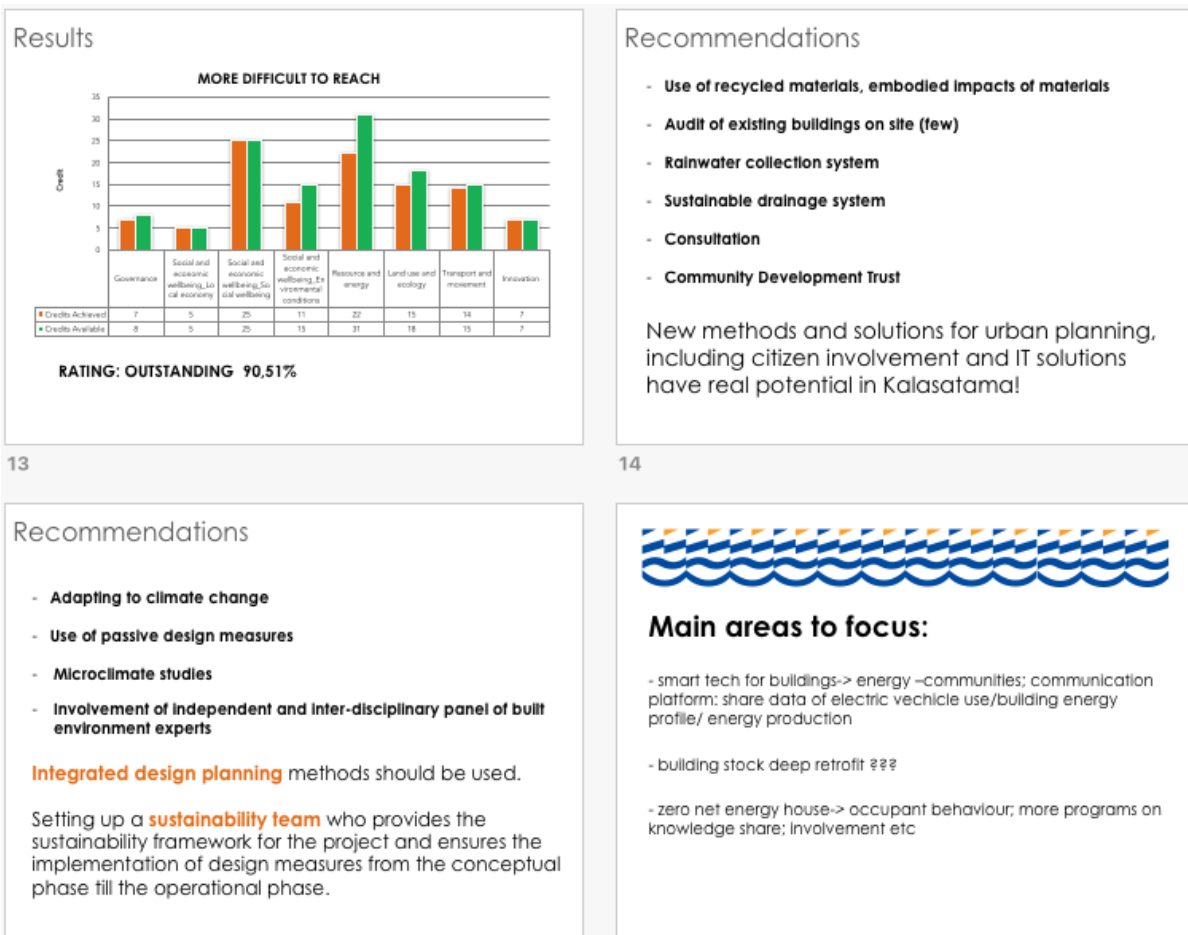 Results
MORE DIFFICULT TO REACH
Credit
35
30
25
20
15
10
5
0
Governance
Social and
economic
wellbeing_Lo
cal economy
Social and
economic
wellbeing_So
cial wellbeing
Social and
economic
wellbeing_En
vironmental
conditions
Resource and
energy
Land use and
ecology
Transport and
movement
Innovation
Credits Achieved 7 5 25 11 22 15 14 7
Credits Available 8 5 25 15 31 18 15 7
RATING: OUTSTANDING 90,51%
13
Recommendations
- Use of recycled materials, embodied impacts of materials
- Audit of existing buildings on site (few)
- Rainwater collection system
- Sustainable drainage system
- Consultation
- Community Development Trust
New methods and solutions for urban planning,
including citizen involvement and IT solutions
have real potential in Kalasatama!
14
Recommendations
- Adapting to climate change
- Use of passive design measures
- Microclimate studies
- Involvement of independent and inter-disciplinary panel of built
environment experts
Integrated design planning methods should be used.
Setting up a sustainability team who provides the
sustainability framework for the project and ensures the
implementation of design measures from the conceptual
phase till the operational phase.
Main areas to focus:
- smart tech for buildings-> energy –communities; communication
platform: share data of electric vechicle use/building energy
profile/ energy production
- building stock deep retrofit ???
- zero net energy house-> occupant behaviour; more programs on
knowledge share; involvement etc